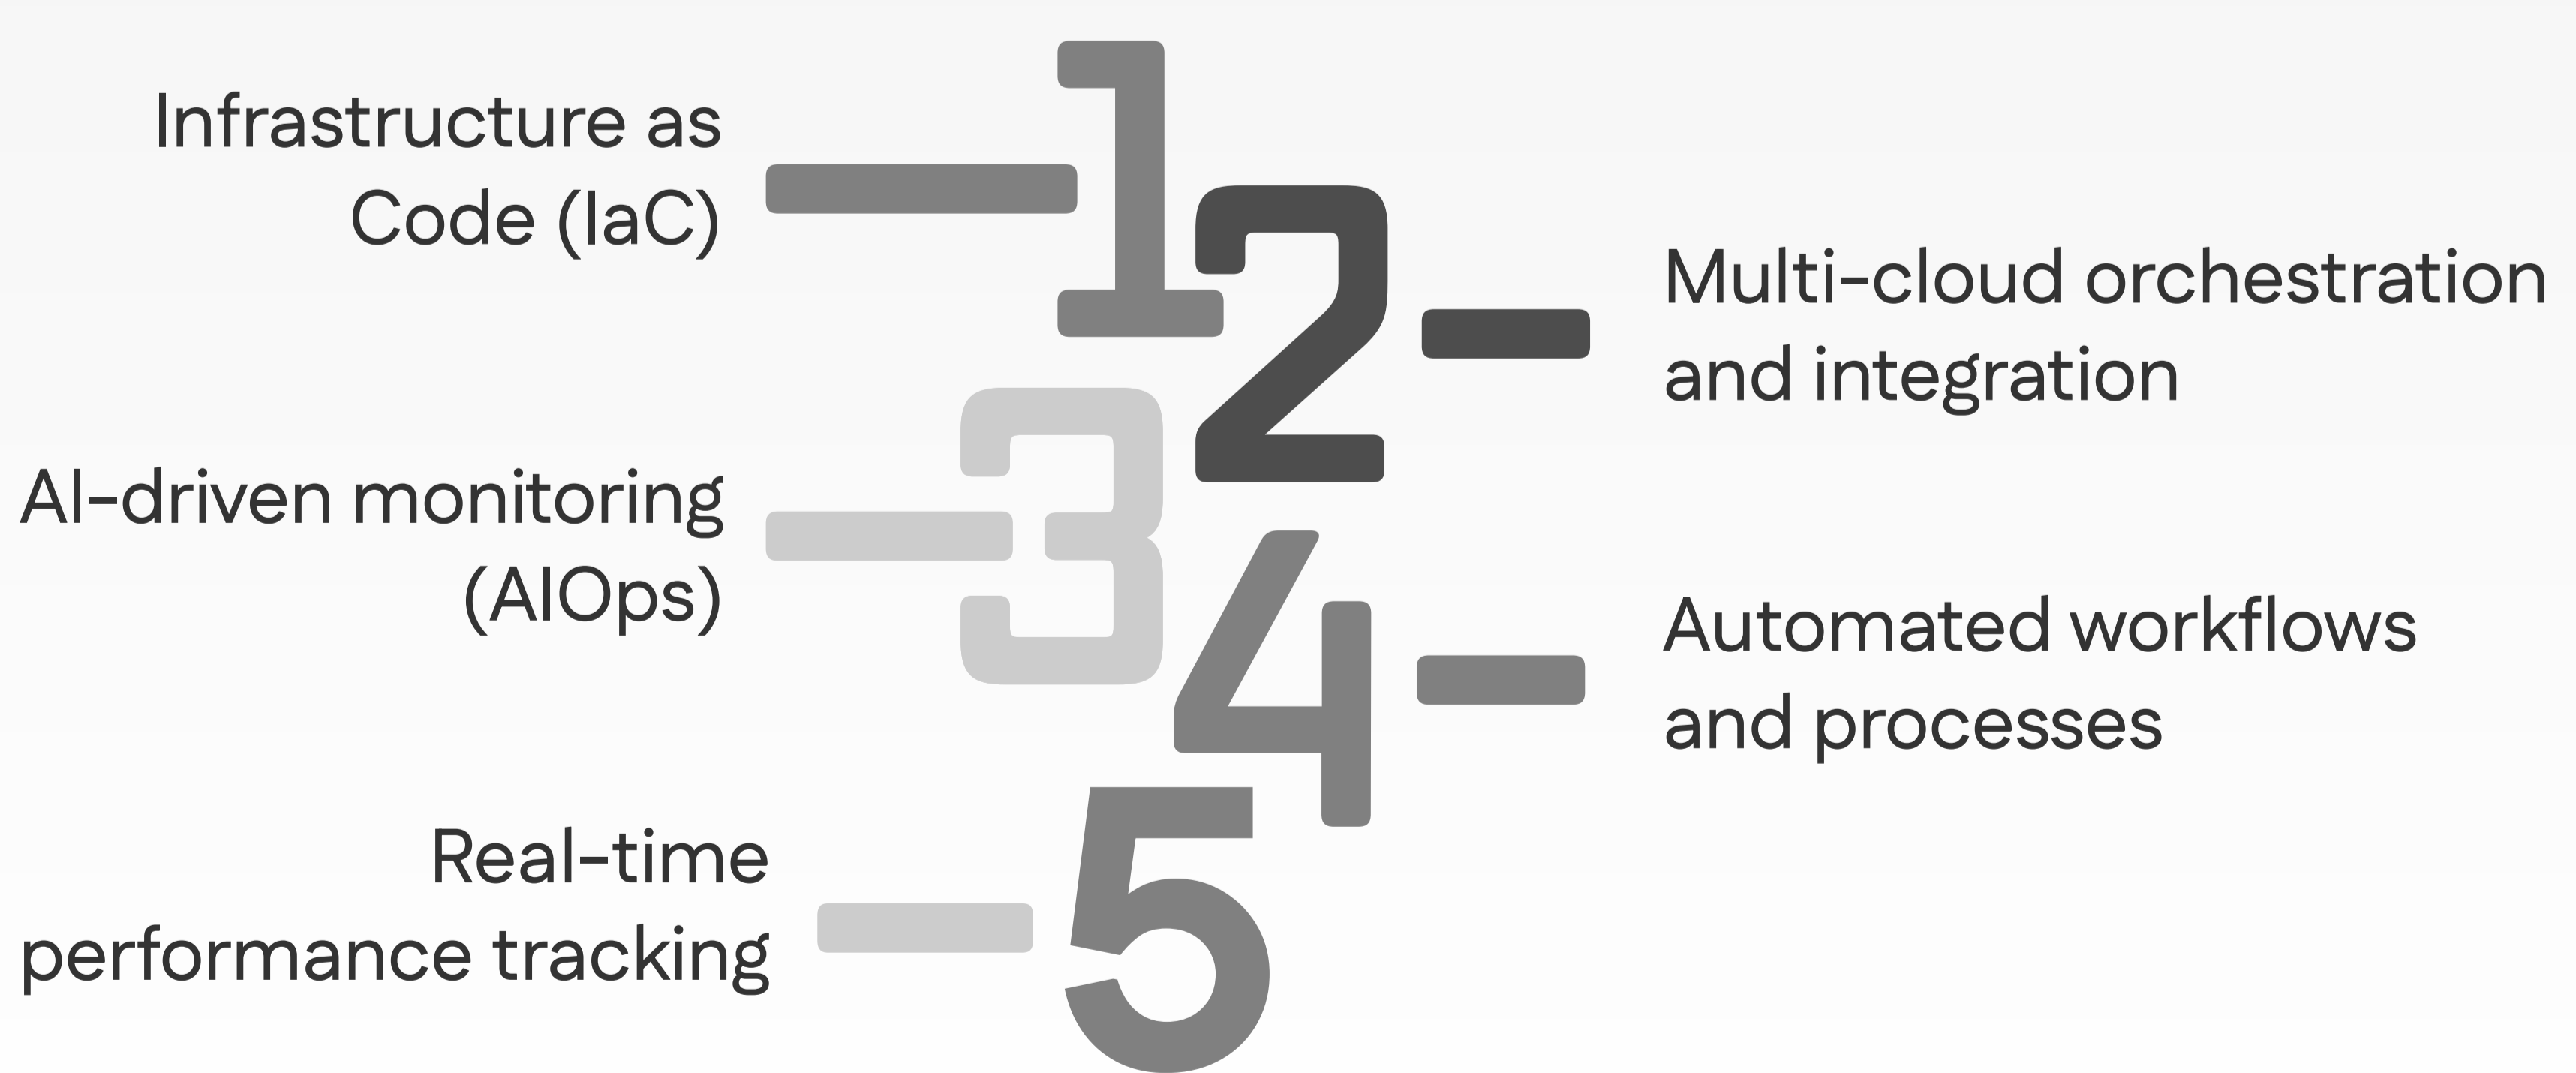 1
Infrastructure as
Code (IaC)
2
Multi-cloud orchestration
and integration
3
AI-driven monitoring
(AIOps)
4
Automated workflows
and processes
5
Real-time
performance tracking